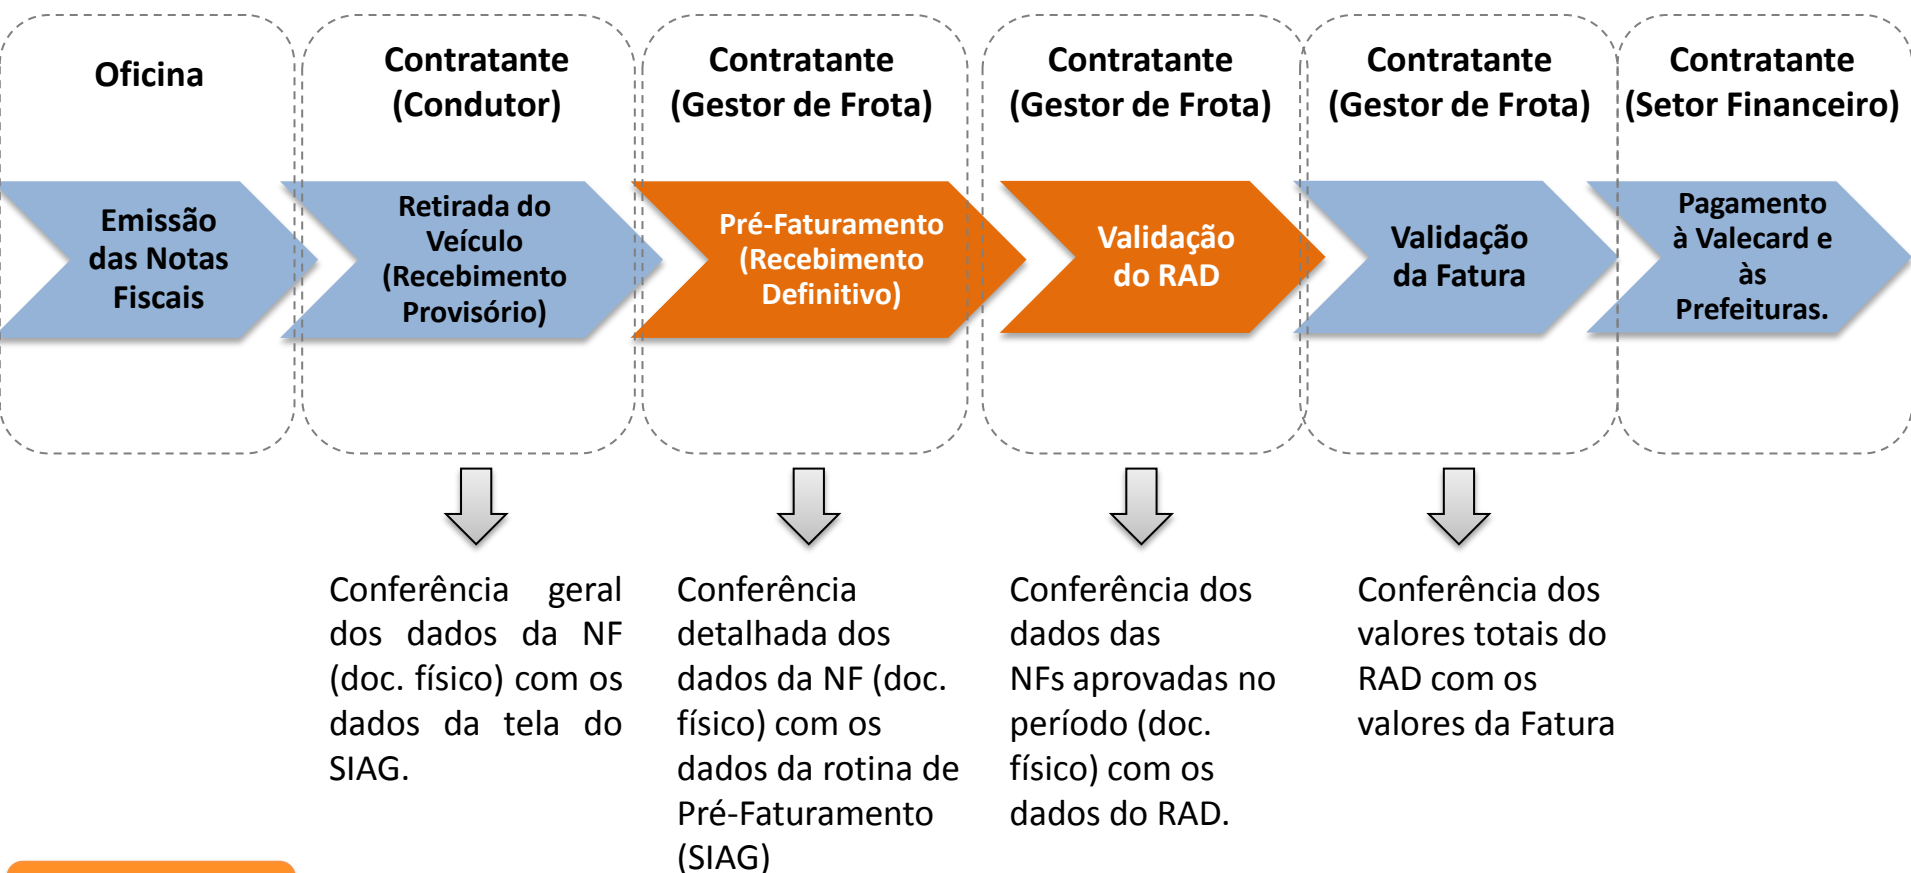 Oficina
Contratante
(Condutor)
Contratante
(Gestor de Frota)
Contratante
(Gestor de Frota)
Contratante
(Gestor de Frota)
Contratante
(Setor Financeiro)
Emissão
das Notas
Fiscais
Retirada do
Veículo
(Recebimento
Provisório)
Pré-Faturamento
(Recebimento
Definitivo)
Validação
do RAD
Validação
da Fatura
Pagamento
à Valecard e
às
Prefeituras.
Conferência geral
dos dados da NF
(doc. físico) com os
dados da tela do
SIAG.
Conferência
detalhada dos
dados da NF (doc.
físico) com os
dados da rotina de
Pré-Faturamento
(SIAG)
Conferência dos
dados das
NFs aprovadas no
período (doc.
físico) com os
dados do RAD.
Conferência dos
valores totais do
RAD com os
valores da Fatura